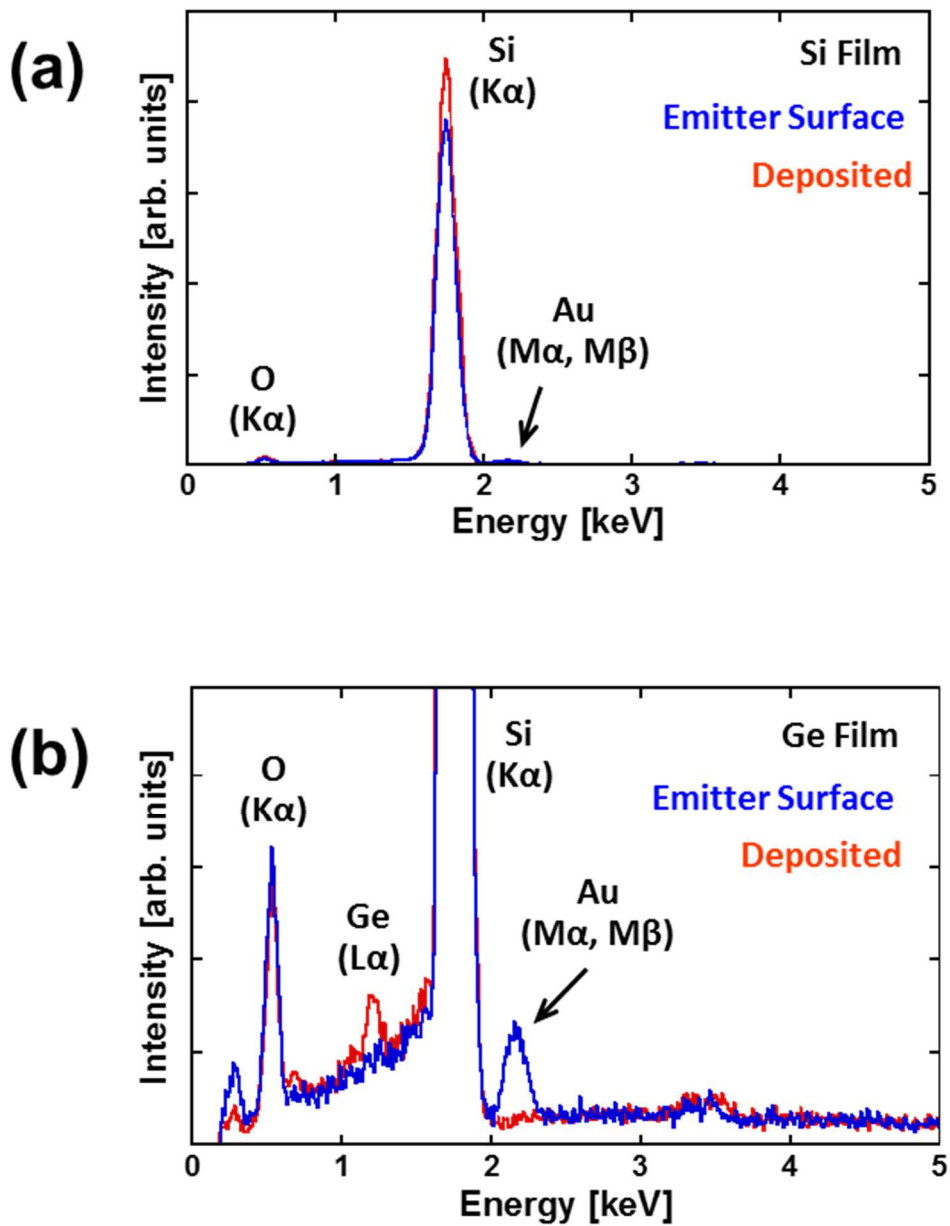 (a)
Si Film
Emitter Surface
Deposited
Si
(Kα)
Au
(Mα, Mβ)
O
(Kα)
Intensity [arb. units]
0 1 2 3 4 5
Energy [keV]
(b)
Ge Film
Emitter Surface
Deposited
Si
(Kα)
O
(Kα)
Ge
(Lα)
Au
(Mα, Mβ)
Intensity [arb. units]
0 1 2 3 4 5
Energy [keV]